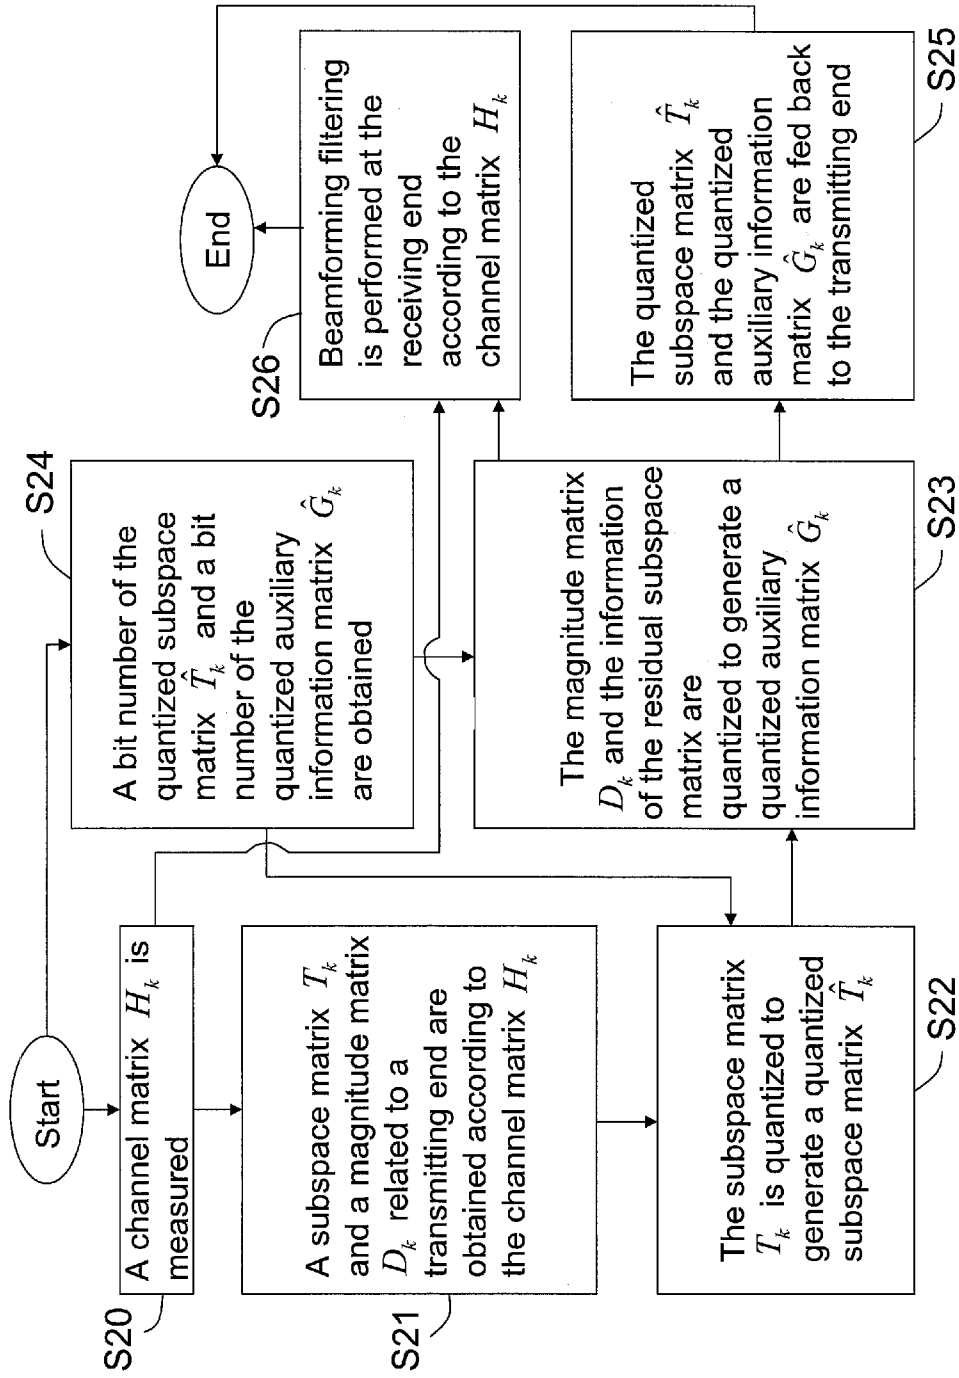 Start
S20
A channel matrix H_k is
measured
S21
A subspace matrix T_k
and a magnitude matrix
D_k related to a
transmitting end are
obtained according to
the channel matrix H_k
The subspace matrix
T_k is quantized to
generate a quantized
subspace matrix T̂_k
S22
S24
A bit number of the
quantized subspace
matrix T̂_k and a bit
number of the
quantized auxiliary
information matrix Ĝ_k
are obtained
The magnitude matrix
D_k and the information
of the residual subspace
matrix are
quantized to generate a
quantized auxiliary
information matrix Ĝ_k
S23
End
S26
Beamforming filtering
is performed at the
receiving end
according to the
channel matrix H_k
The quantized
subspace matrix T̂_k
and the quantized
auxiliary information
matrix Ĝ_k are fed back
to the transmitting end
S25